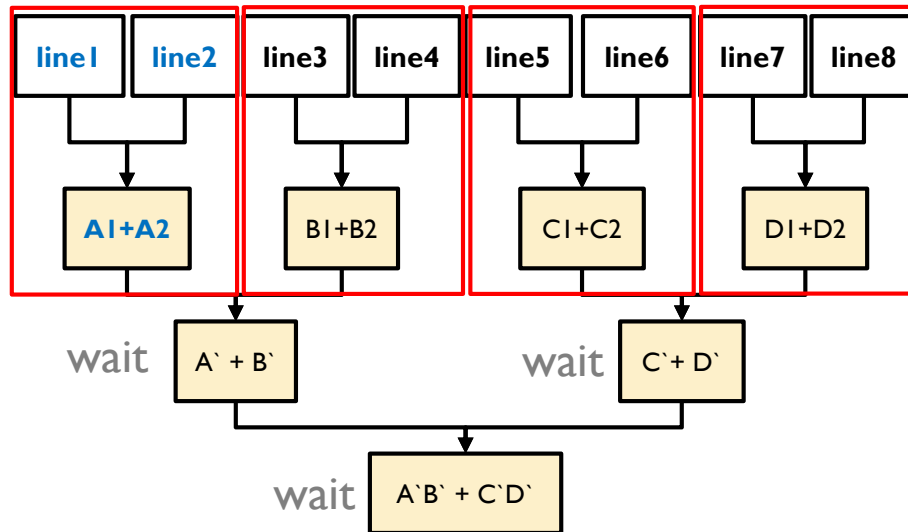 line1 line2 line3 line4 line5 line6 line7 line8
A1+A2 B1+B2 C1+C2 D1+D2
wait A` + B` wait C`+ D`
wait A`B` + C`D`